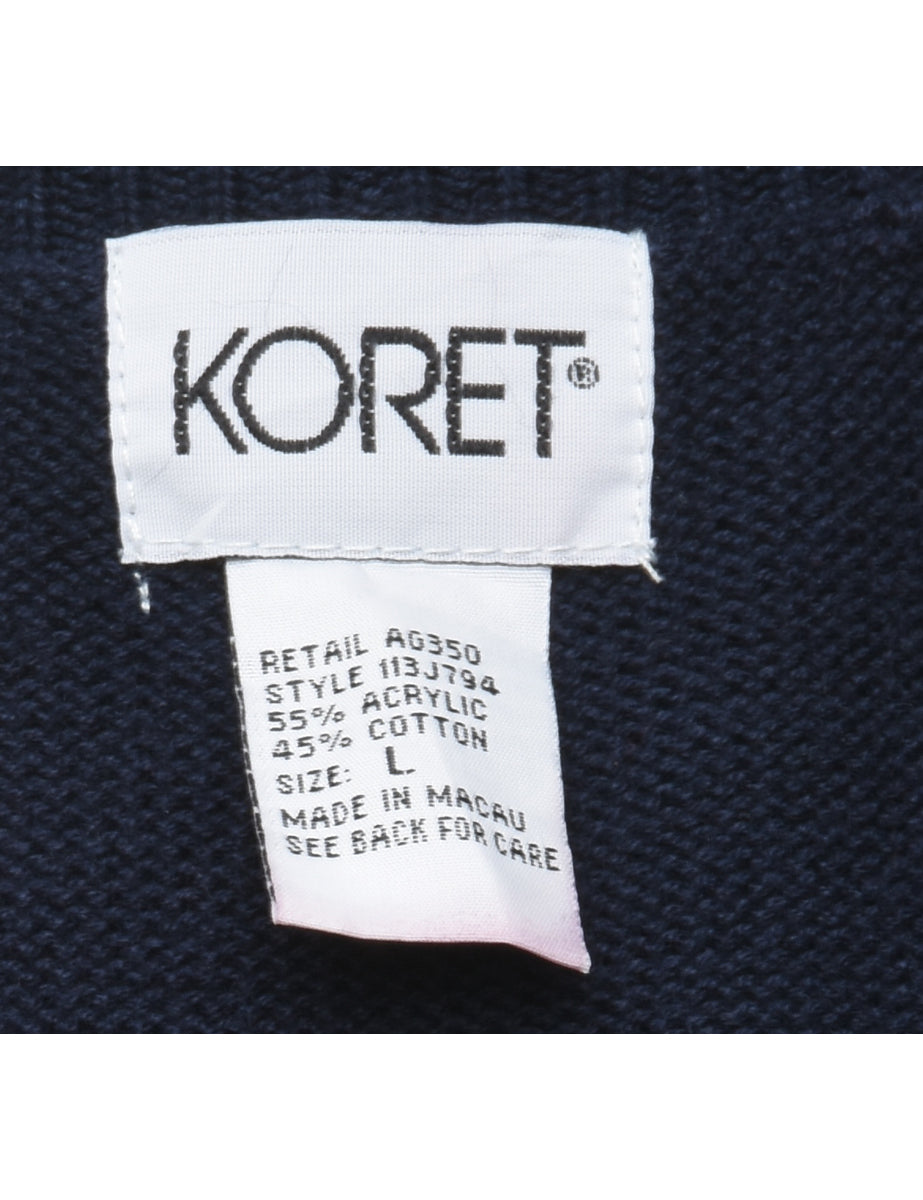 KORET®
RETAIL AG350
STYLE 113J794
55% ACRYLIC
45% COTTON
SIZE: L
MADE IN MACAU
SEE BACK FOR CARE